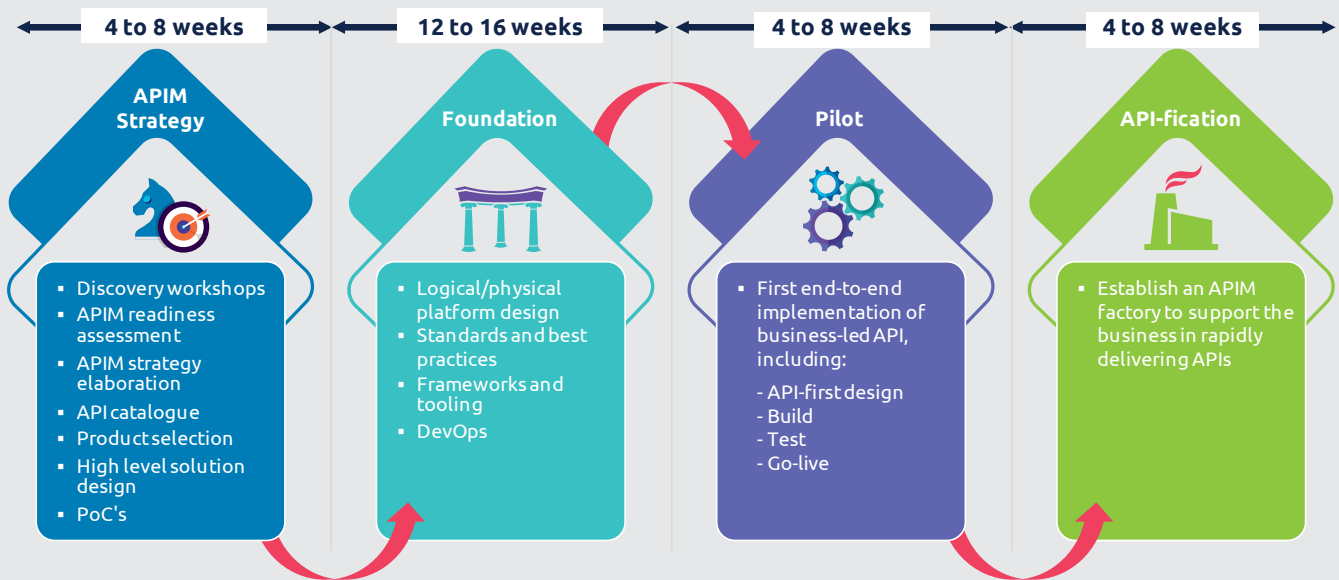 4 to 8 weeks
12 to 16 weeks
4 to 8 weeks
4 to 8 weeks
APIM
Strategy
Foundation
Pilot
API-fication
▪ Discovery workshops
▪ APIM readiness
assessment
▪ APIM strategy
elaboration
▪ API catalogue
▪ Product selection
▪ High level solution
design
▪ PoC's
▪ Logical/physical
platform design
▪ Standards and best
practices
▪ Frameworks and
tooling
▪ DevOps
▪ First end-to-end
implementation of
business-led API,
including:
- API-first design
- Build
- Test
- Go-live
▪ Establish an APIM
factory to support the
business in rapidly
delivering APIs